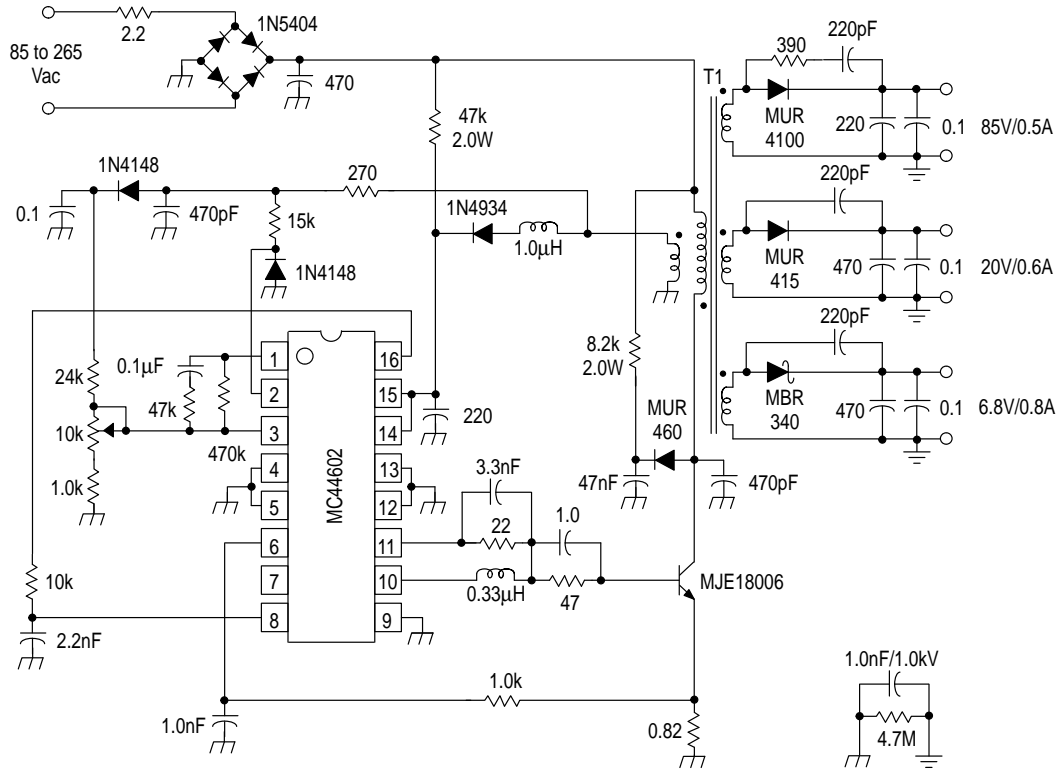 1N5404
2.2
85 to 265
Vac
470
47k
2.0W
390
220pF
T1
MUR
4100
220
0.1
85V/0.5A
1N4148
0.1
470pF
270
15k
1N4148
1N4934
1.0µH
220pF
MUR
415
470
0.1
20V/0.6A
8.2k
2.0W
220pF
MBR
340
470
0.1
6.8V/0.8A
24k
10k
1.0k
0.1µF
47k
470k
1
2
3
4
5
6
7
8
MC44602
16
15
14
13
12
11
10
9
220
MUR
460
47nF
470pF
3.3nF
22
1.0
0.33µH
47
MJE18006
10k
2.2nF
1.0nF
1.0k
0.82
1.0nF/1.0kV
4.7M